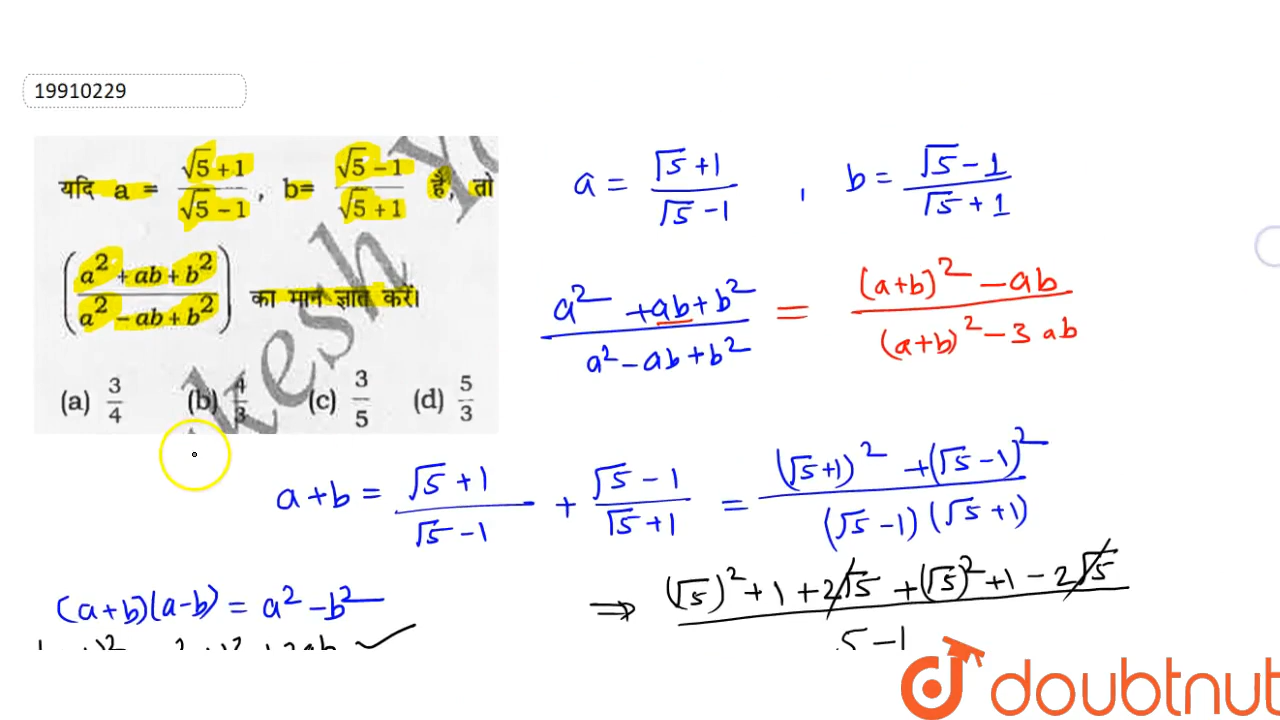 19910229
यदि a = (√5 + 1)/(√5 − 1), b= (√5 − 1)/(√5 + 1) है, तो
((a² + ab + b²)/(a² − ab + b²)) का मान ज्ञात करें।
(a) 3/4 (b) 4/3 (c) 3/5 (d) 5/3
a = (√5 + 1)/(√5 − 1) , b = (√5 − 1)/(√5 + 1)
(a² + ab + b²)/(a² − ab + b²) = ((a+b)² − ab)/((a+b)² − 3ab)
a + b = (√5 + 1)/(√5 − 1) + (√5 − 1)/(√5 + 1) = ((√5+1)² + (√5 − 1)²)/((√5 − 1)(√5 + 1))
(a+b)(a−b) = a² − b²
⇒ ((√5)² + 1 + 2√5 + (√5)² + 1 − 2√5)/(5 − 1)
doubtnut